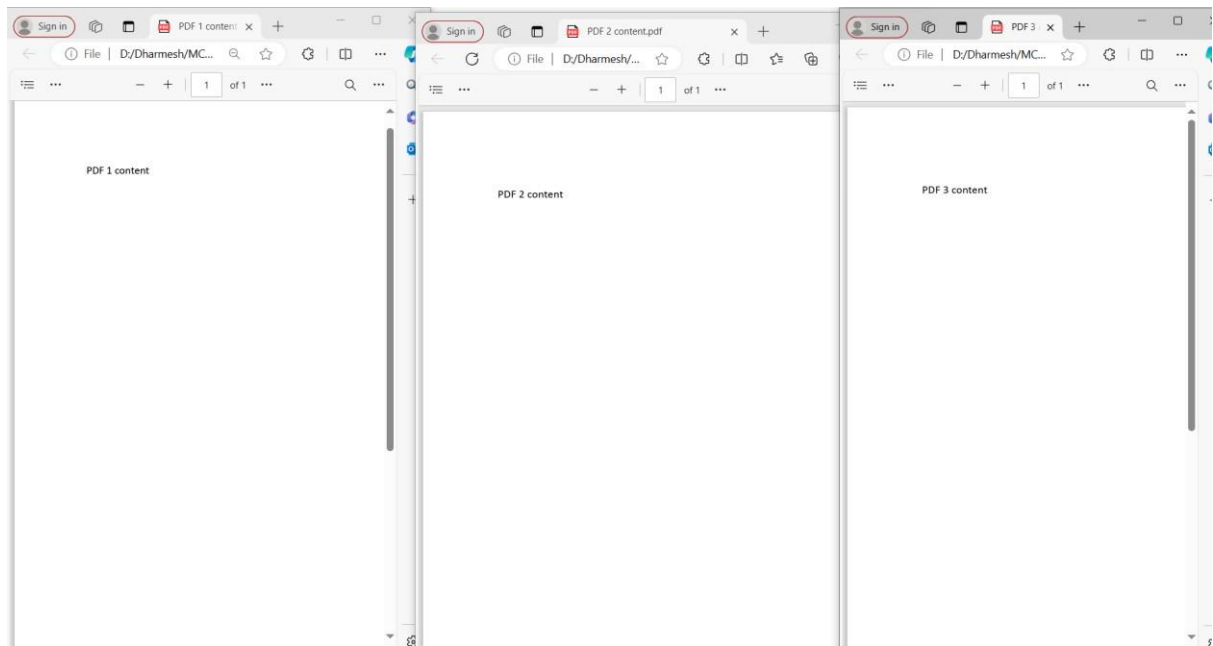 Sign in PDF 1 content
File D:/Dharmesh/MC...
1 of 1
PDF 1 content
Sign in PDF 2 content.pdf
File D:/Dharmesh/...
1 of 1
PDF 2 content
Sign in PDF 3
File D:/Dharmesh/MC...
1 of 1
PDF 3 content